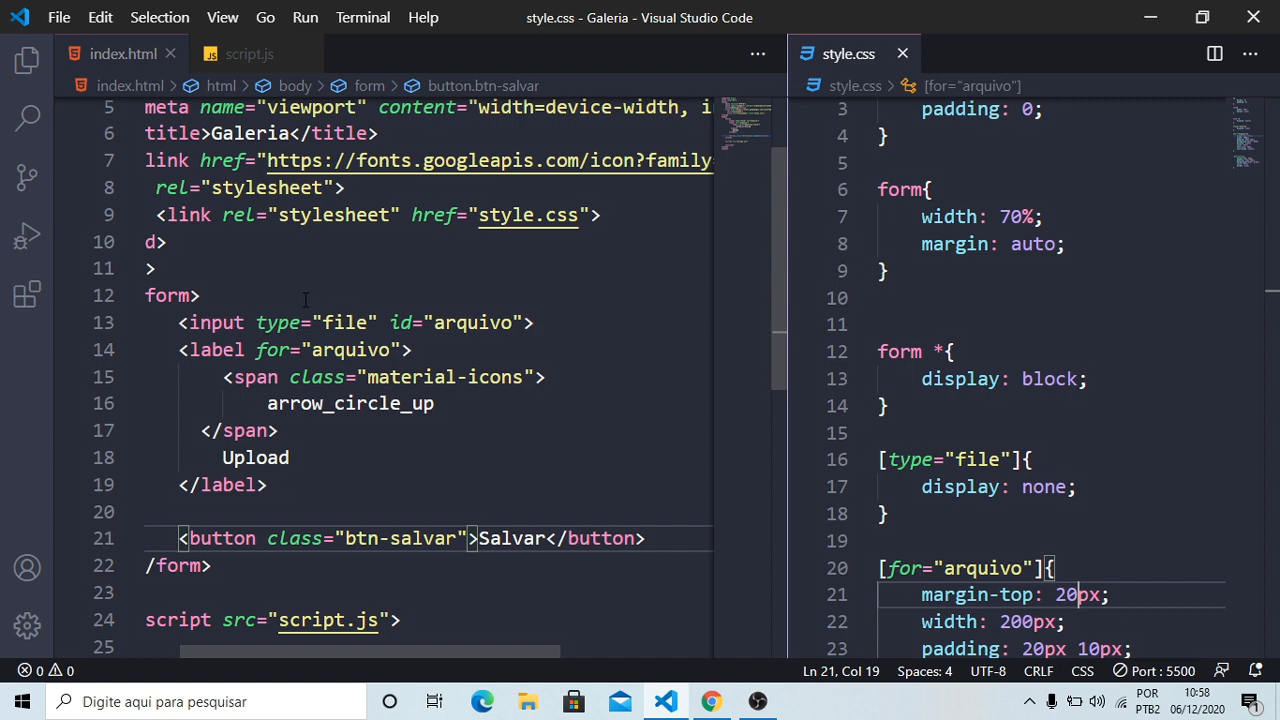 File Edit Selection View Go Run Terminal Help style.css - Galeria - Visual Studio Code
index.html JS script.js
index.html html body form button.btn-salvar
5 meta name="viewport" content="width=device-width, i
6 title>Galeria</title>
7 link href="https://fonts.googleapis.com/icon?family
8 rel="stylesheet">
9 <link rel="stylesheet" href="style.css">
10 d>
11 >
12 form>
13 <input type="file" id="arquivo">
14 <label for="arquivo">
15 <span class="material-icons">
16 arrow_circle_up
17 </span>
18 Upload
19 </label>
20
21 <button class="btn-salvar">Salvar</button>
22 /form>
23
24 script src="script.js">
25
style.css
style.css [for="arquivo"]
3 padding: 0;
4 }
5
6 form{
7 width: 70%;
8 margin: auto;
9 }
10
11
12 form *{
13 display: block;
14 }
15
16 [type="file"]{
17 display: none;
18 }
19
20 [for="arquivo"]{
21 margin-top: 20px;
22 width: 200px;
23 padding: 20px 10px;
0 0 Ln 21, Col 19 Spaces: 4 UTF-8 CRLF CSS Port : 5500
Digite aqui para pesquisar
POR
PTB2
10:58
06/12/2020
1